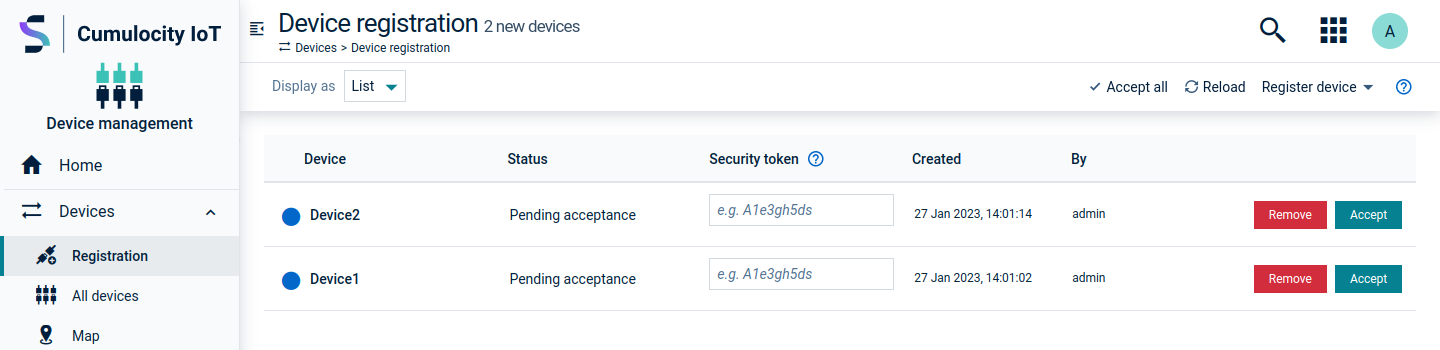 Cumulocity IoT
Device management
Home
Devices
Registration
All devices
Map
Device registration 2 new devices
Devices > Device registration
A
Display as List
Accept all Reload Register device ?
Device Status Security token ? Created By
Device2 Pending acceptance e.g. A1e3gh5ds 27 Jan 2023, 14:01:14 admin Remove Accept
Device1 Pending acceptance e.g. A1e3gh5ds 27 Jan 2023, 14:01:02 admin Remove Accept